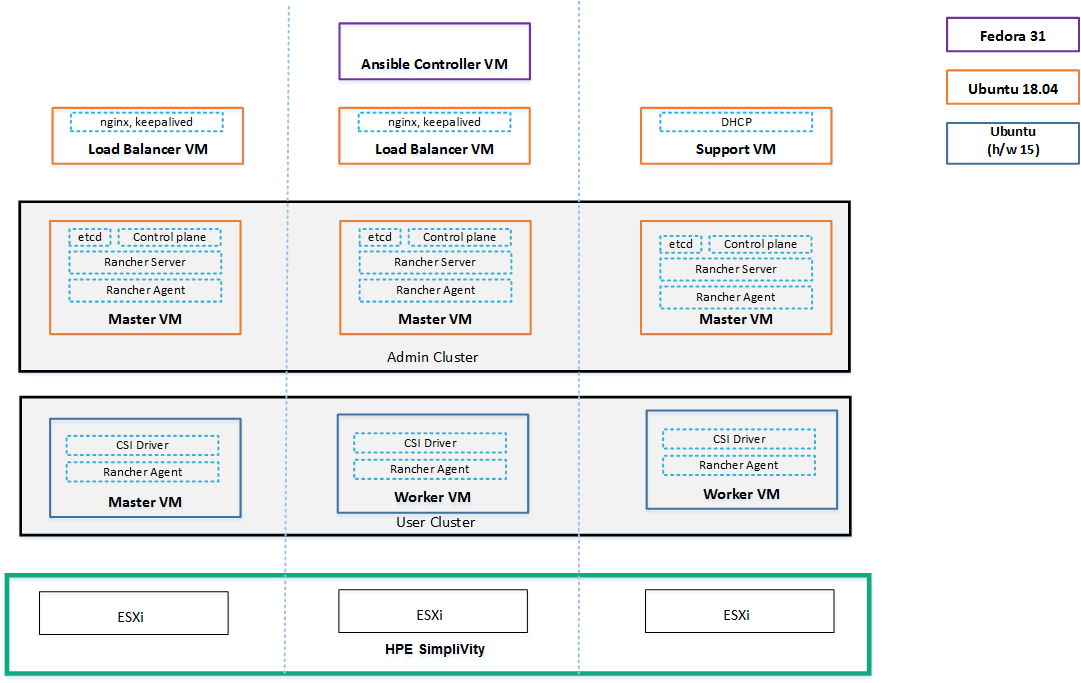 Ansible Controller VM
Fedora 31
Ubuntu 18.04
Ubuntu
(h/w 15)
nginx, keepalived
Load Balancer VM
nginx, keepalived
Load Balancer VM
DHCP
Support VM
etcd Control plane
Rancher Server
Rancher Agent
Master VM
etcd Control plane
Rancher Server
Rancher Agent
Master VM
etcd Control plane
Rancher Server
Rancher Agent
Master VM
Admin Cluster
CSI Driver
Rancher Agent
Master VM
CSI Driver
Rancher Agent
Worker VM
CSI Driver
Rancher Agent
Worker VM
User Cluster
ESXi
ESXi
ESXi
HPE SimpliVity